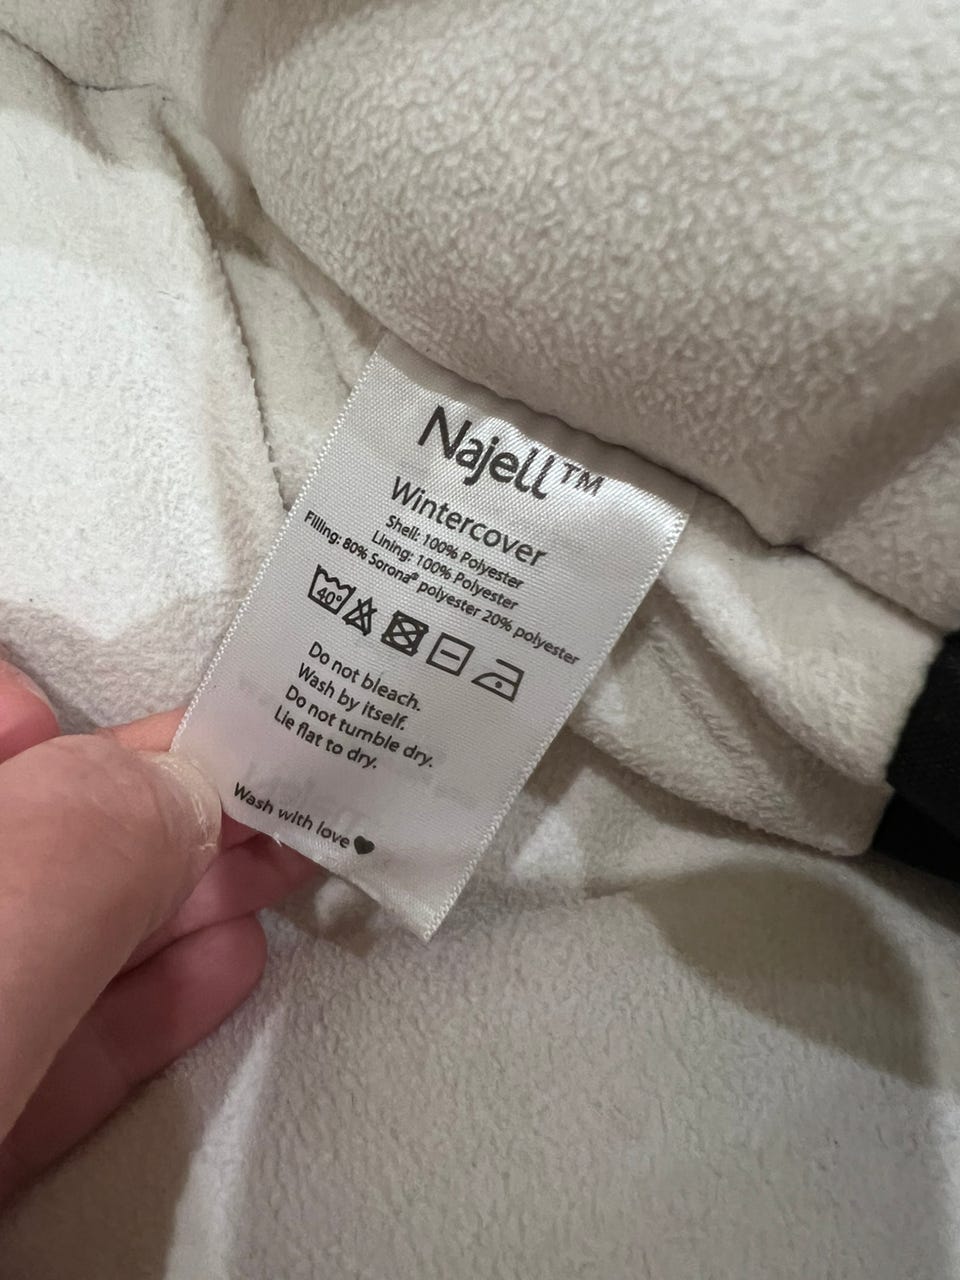 Najell™
Wintercover
Shell: 100% Polyester
Lining: 100% Polyester
Filling: 80% Sorona® polyester 20% polyester
40°
Do not bleach.
Wash by itself.
Do not tumble dry.
Lie flat to dry.
Wash with love🖤